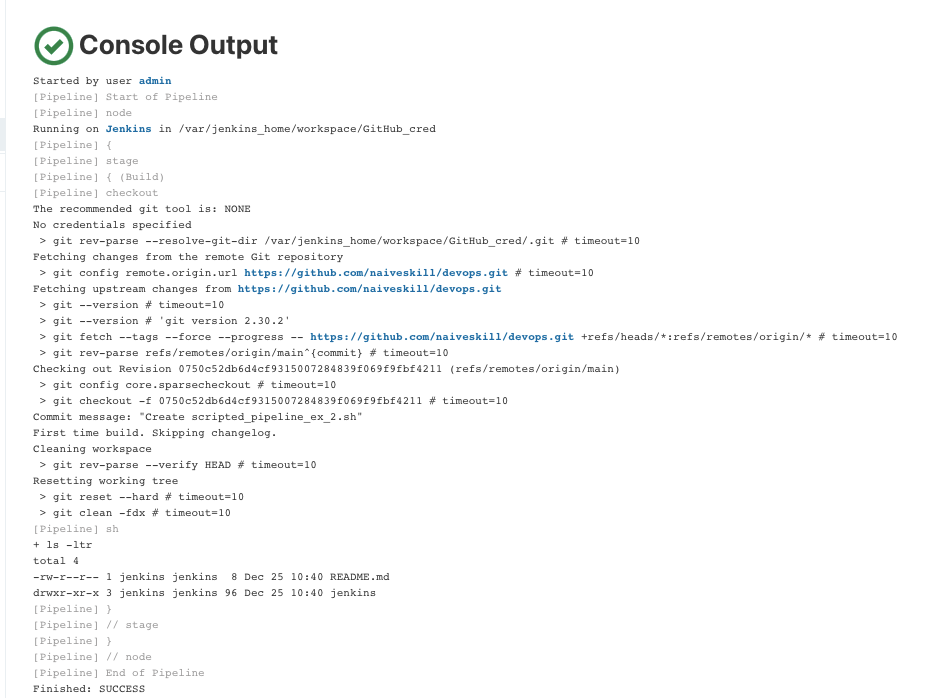 Console Output
Started by user admin
[Pipeline] Start of Pipeline
[Pipeline] node
Running on Jenkins in /var/jenkins_home/workspace/GitHub_cred
[Pipeline] {
[Pipeline] stage
[Pipeline] { (Build)
[Pipeline] checkout
The recommended git tool is: NONE
No credentials specified
 > git rev-parse --resolve-git-dir /var/jenkins_home/workspace/GitHub_cred/.git # timeout=10
Fetching changes from the remote Git repository
 > git config remote.origin.url https://github.com/naiveskill/devops.git # timeout=10
Fetching upstream changes from https://github.com/naiveskill/devops.git
 > git --version # timeout=10
 > git --version # 'git version 2.30.2'
 > git fetch --tags --force --progress -- https://github.com/naiveskill/devops.git +refs/heads/*:refs/remotes/origin/* # timeout=10
 > git rev-parse refs/remotes/origin/main^{commit} # timeout=10
Checking out Revision 0750c52db6d4cf9315007284839f069f9fbf4211 (refs/remotes/origin/main)
 > git config core.sparsecheckout # timeout=10
 > git checkout -f 0750c52db6d4cf9315007284839f069f9fbf4211 # timeout=10
Commit message: "Create scripted_pipeline_ex_2.sh"
First time build. Skipping changelog.
Cleaning workspace
 > git rev-parse --verify HEAD # timeout=10
Resetting working tree
 > git reset --hard # timeout=10
 > git clean -fdx # timeout=10
[Pipeline] sh
+ ls -ltr
total 4
-rw-r--r-- 1 jenkins jenkins  8 Dec 25 10:40 README.md
drwxr-xr-x 3 jenkins jenkins 96 Dec 25 10:40 jenkins
[Pipeline] }
[Pipeline] // stage
[Pipeline] }
[Pipeline] // node
[Pipeline] End of Pipeline
Finished: SUCCESS